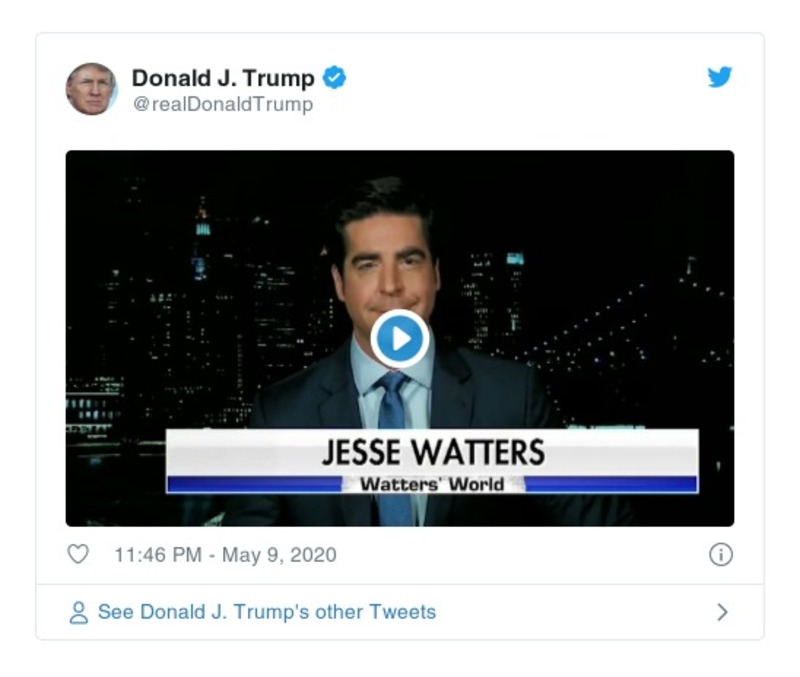 Donald J. Trump
@realDonaldTrump
JESSE WATTERS
Watters' World
11:46 PM - May 9, 2020
See Donald J. Trump's other Tweets